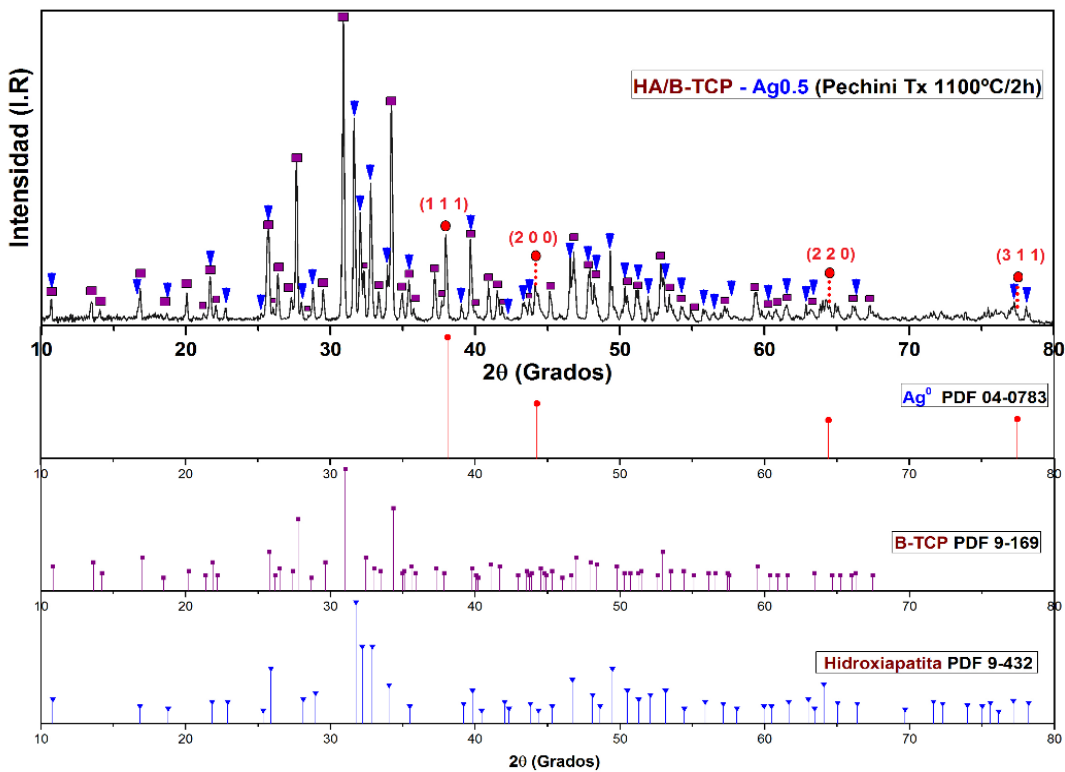 Intensidad (I.R)
HA/B-TCP - Ag0.5 (Pechini Tx 1100ºC/2h)
(1 1 1)
(2 0 0)
(2 2 0)
(3 1 1)
10 20 30 40 50 60 70 80
2θ (Grados)
Ag⁰ PDF 04-0783
10 20 30 40 50 60 70 80
B-TCP PDF 9-169
10 20 30 40 50 60 70 80
Hidroxiapatita PDF 9-432
10 20 30 40 50 60 70 80
2θ (Grados)